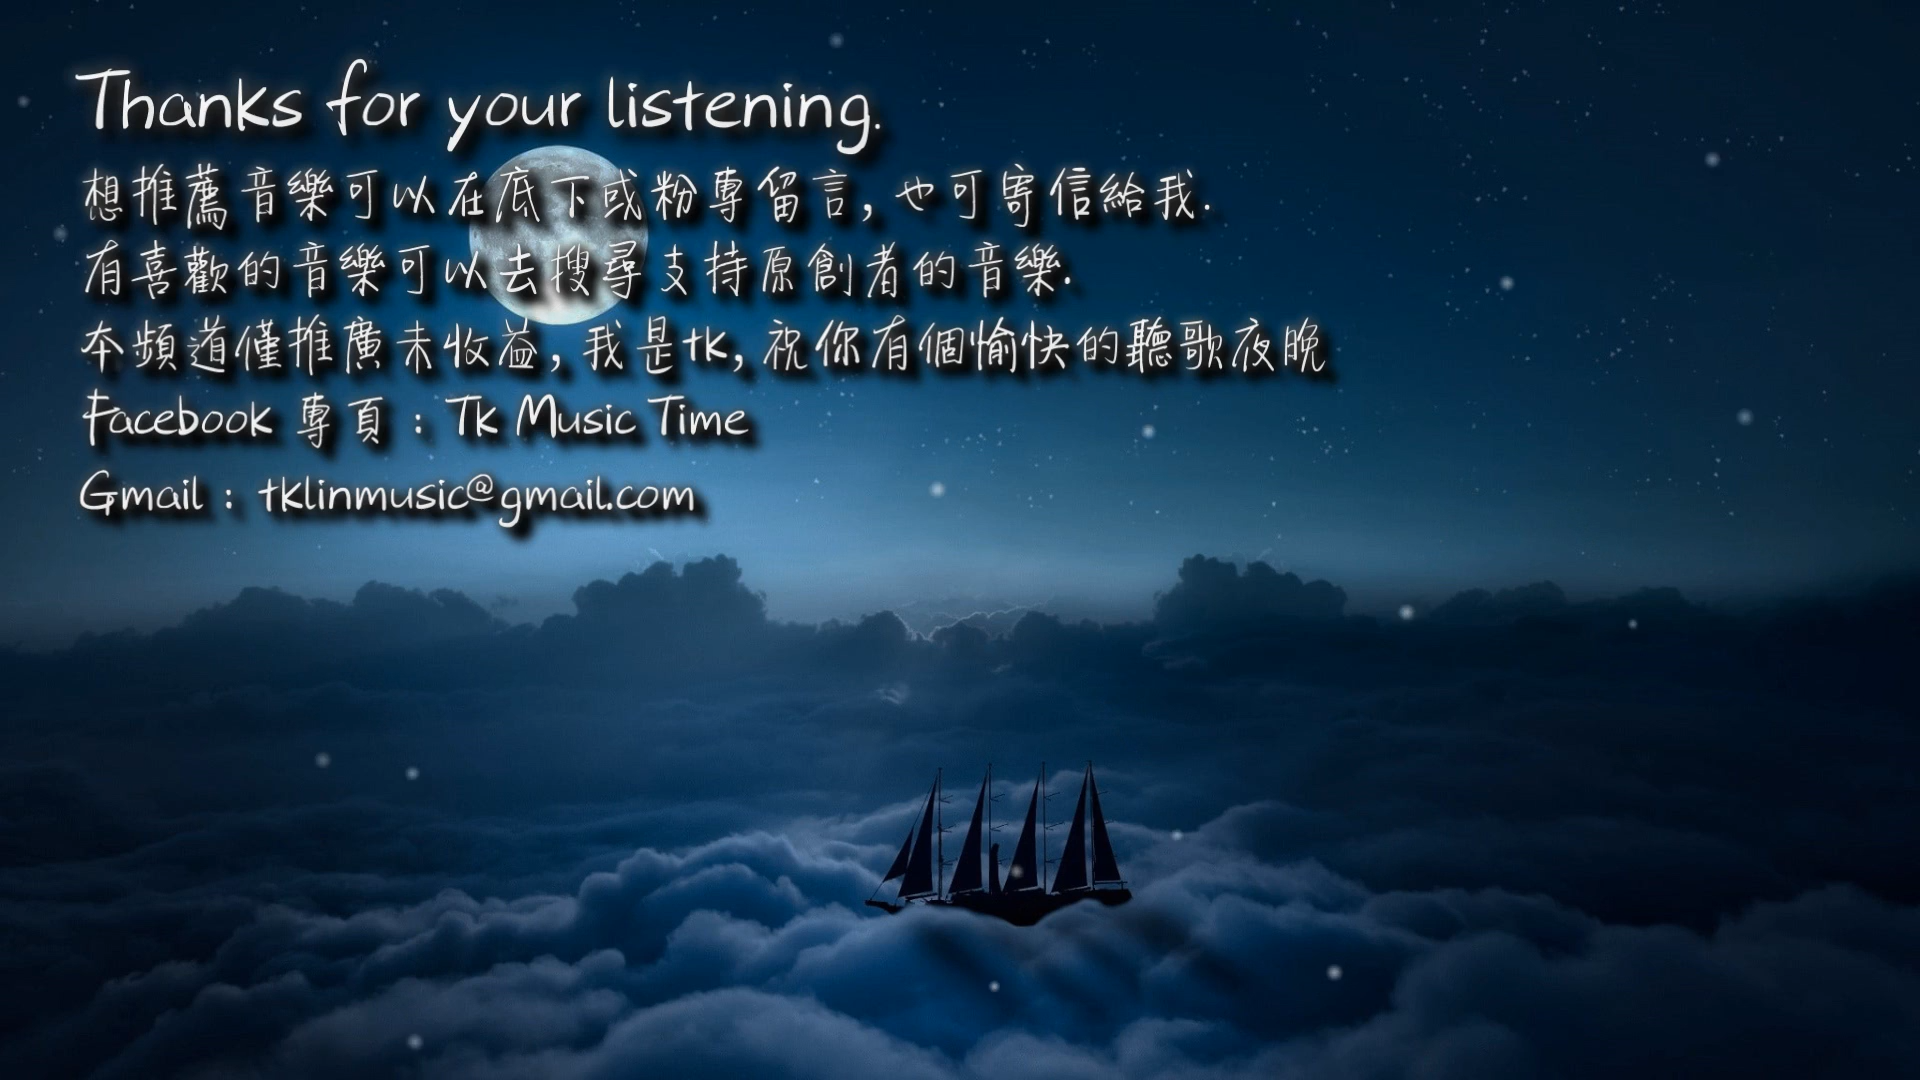 Thanks for your listening.
想推薦音樂可以在底下或粉專留言, 也可寄信給我.
有喜歡的音樂可以去搜尋支持原創者的音樂.
本頻道僅推廣未收益, 我是tk, 祝你有個愉快的聽歌夜晚
Facebook 專頁 : Tk Music Time
Gmail : tklinmusic@gmail.com